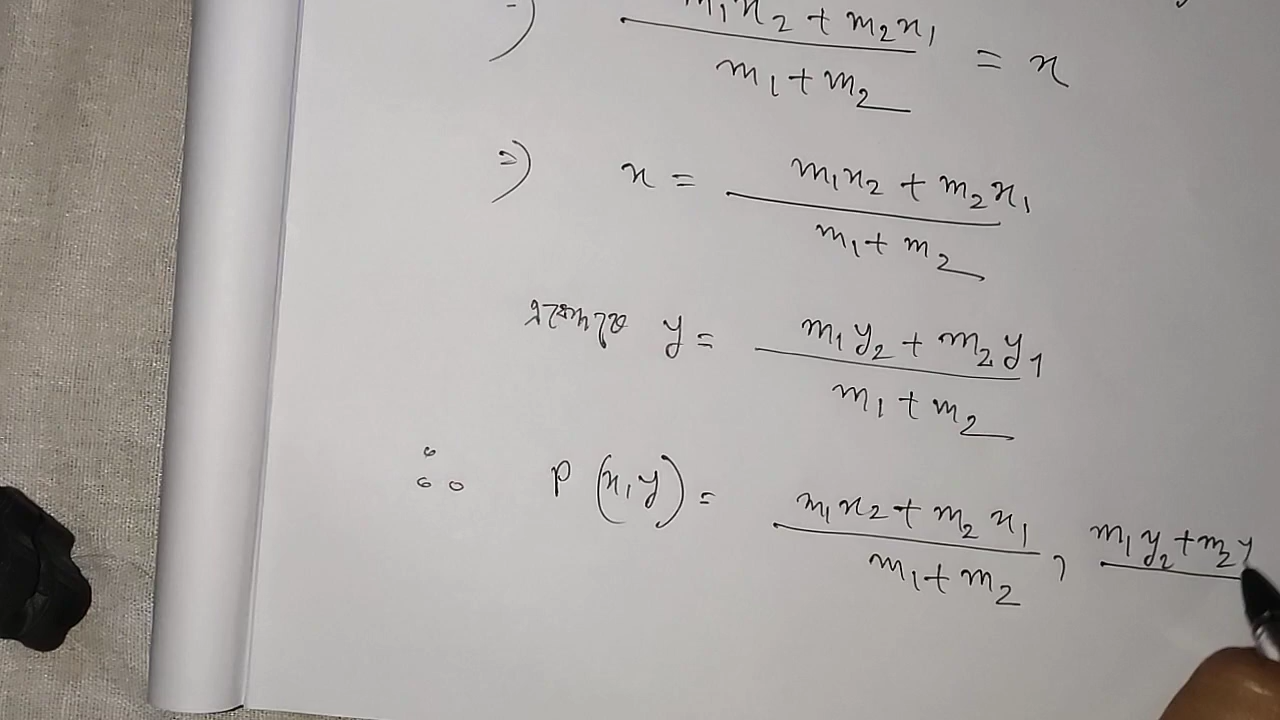 ⇒ (m₁x₂ + m₂x₁)/(m₁ + m₂) = x
⇒ x = (m₁x₂ + m₂x₁)/(m₁ + m₂)
y = (m₁y₂ + m₂y₁)/(m₁ + m₂)
∴ P (x, y) = (m₁x₂ + m₂x₁)/(m₁ + m₂) , m₁y₂ + m₂y